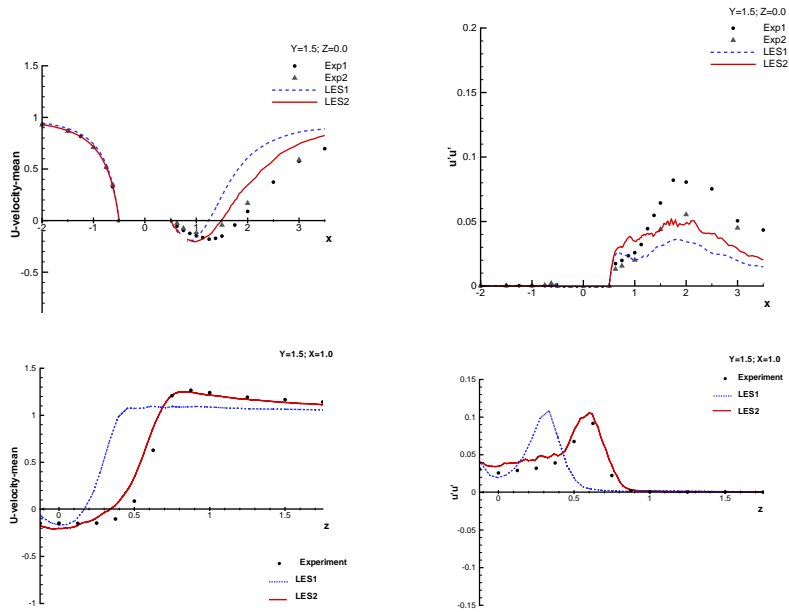 Y=1.5; Z=0.0
Exp1
Exp2
LES1
LES2
1.5
1
0.5
0
-0.5
-2
-1
0
1
2
3
x
U-velocity-mean
Y=1.5; Z=0.0
Exp1
Exp2
LES1
LES2
0.2
0.15
0.1
0.05
0
-2
-1
0
1
2
3
x
u'u'
Y=1.5; X=1.0
1.5
1
0.5
0
-0.5
-1
0
0.5
1
1.5
z
U-velocity-mean
Experiment
LES1
LES2
Y=1.5; X=1.0
Experiment
LES1
LES2
0.15
0.1
0.05
0
-0.05
-0.1
-0.15
0
0.5
1
1.5
z
u'u'